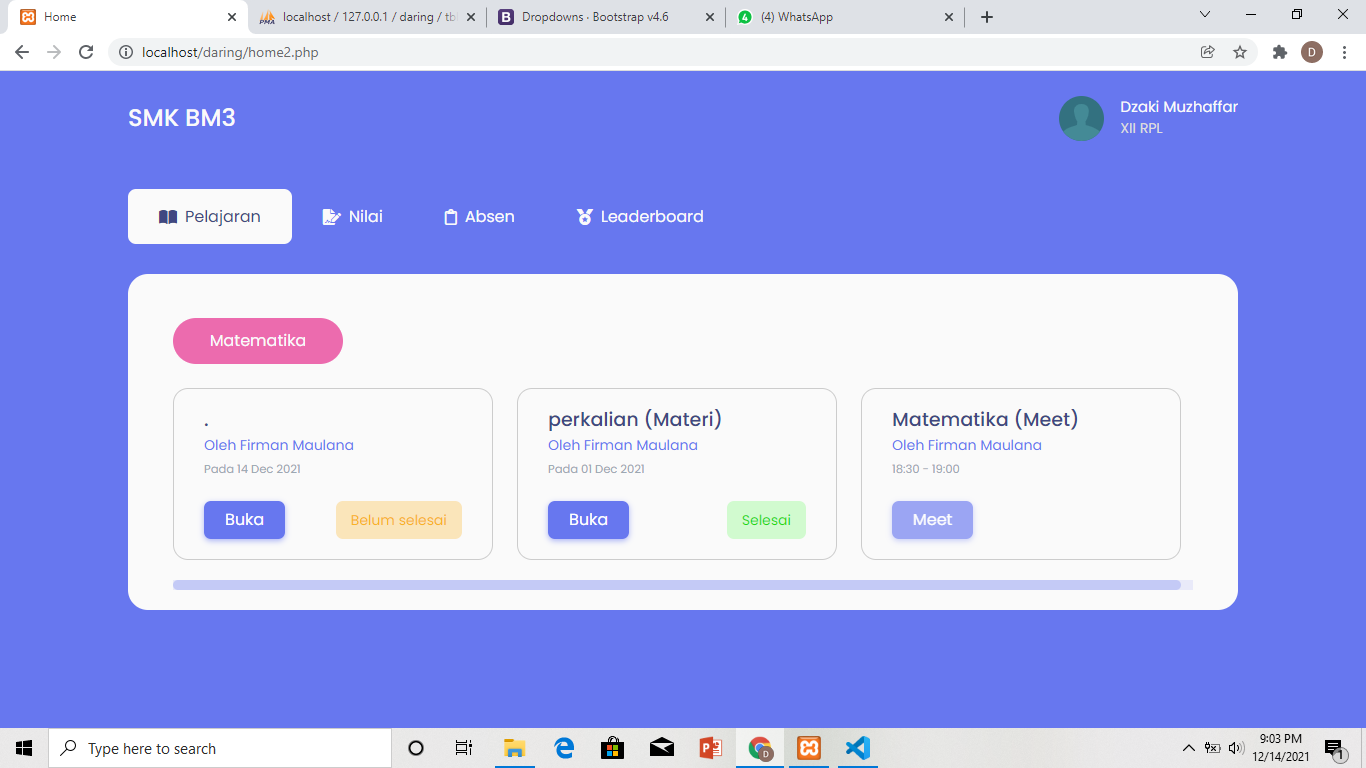 Home
localhost / 127.0.0.1 / daring / tb
Dropdowns · Bootstrap v4.6
(4) WhatsApp
localhost/daring/home2.php
D
SMK BM3
Dzaki Muzhaffar
XII RPL
Pelajaran
Nilai
Absen
Leaderboard
Matematika
.
Oleh Firman Maulana
Pada 14 Dec 2021
Buka
Belum selesai
perkalian (Materi)
Oleh Firman Maulana
Pada 01 Dec 2021
Buka
Selesai
Matematika (Meet)
Oleh Firman Maulana
18:30 - 19:00
Meet
Type here to search
9:03 PM
12/14/2021
1